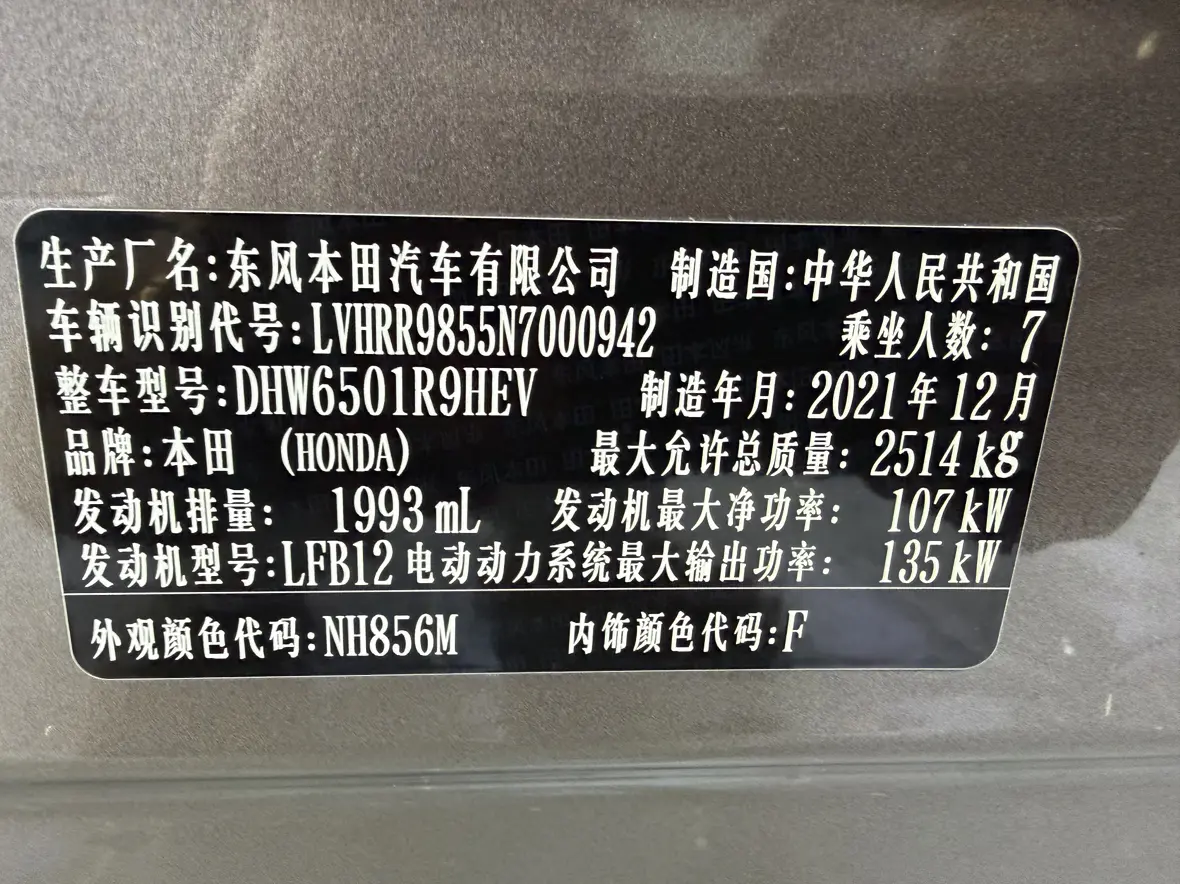 生产厂名:东风本田汽车有限公司 制造国:中华人民共和国
车辆识别代号:LVHRR9855N7000942 乘坐人数: 7
整车型号:DHW6501R9HEV 制造年月:2021年12月
品牌:本田 (HONDA) 最大允许总质量: 2514kg
发动机排量: 1993mL 发动机最大净功率: 107kW
发动机型号:LFB12 电动动力系统最大输出功率: 135kW
外观颜色代码:NH856M 内饰颜色代码:F